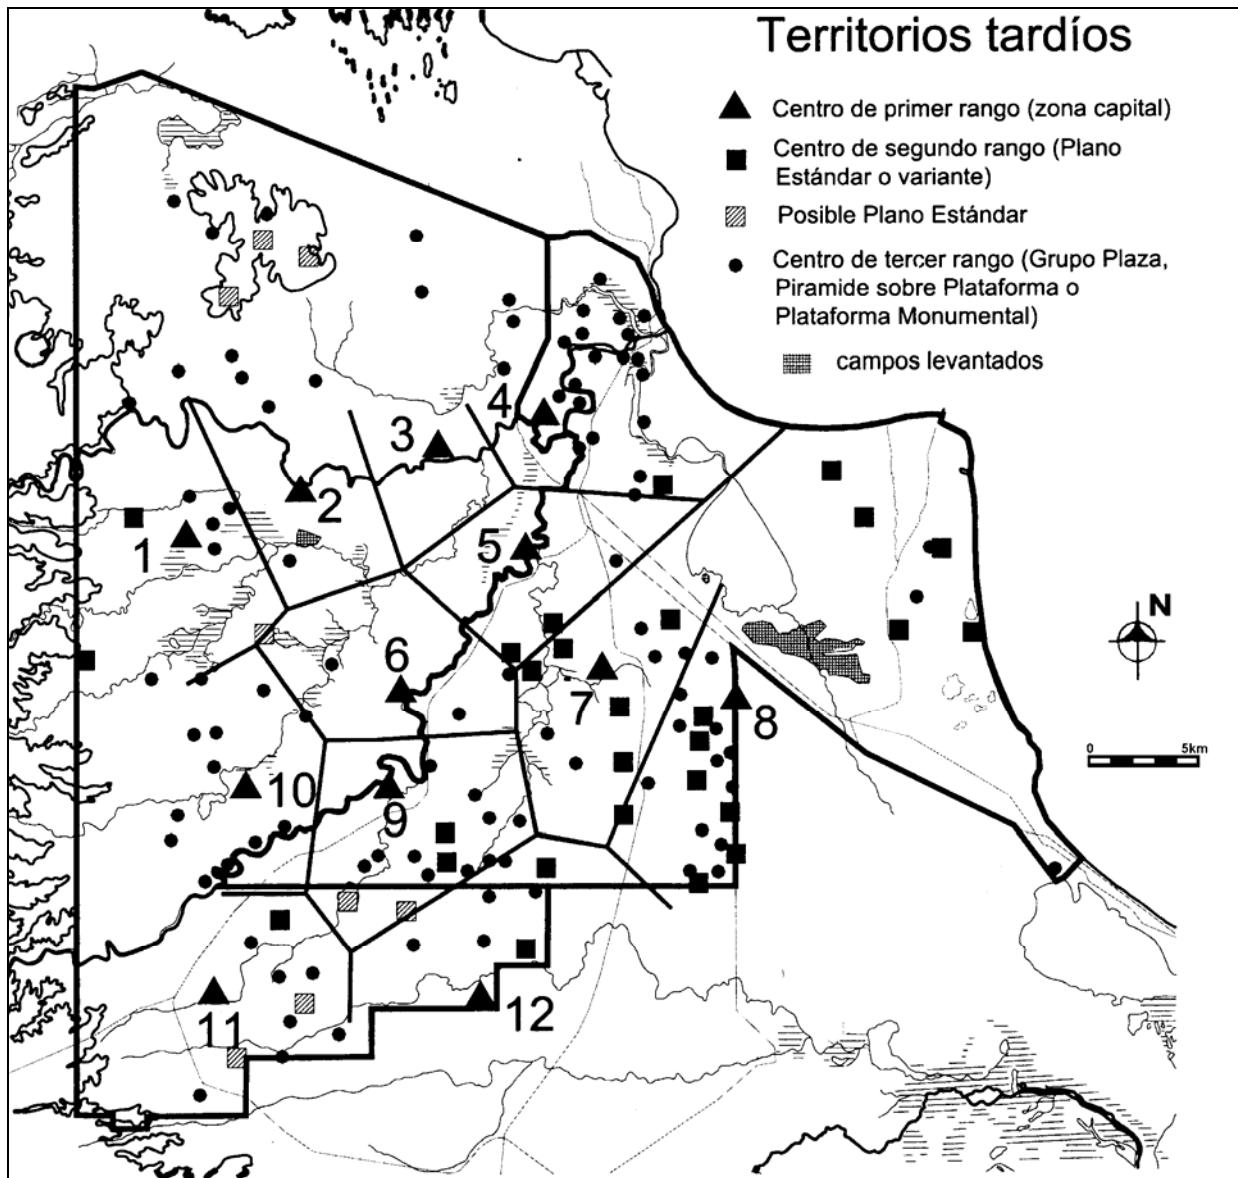 Territorios tardíos
Centro de primer rango (zona capital)
Centro de segundo rango (Plano
Estándar o variante)
Posible Plano Estándar
Centro de tercer rango (Grupo Plaza,
Piramide sobre Plataforma o
Plataforma Monumental)
campos levantados
4
3
2
1
5
N
6
7
8
0 5km
10
9
11
12